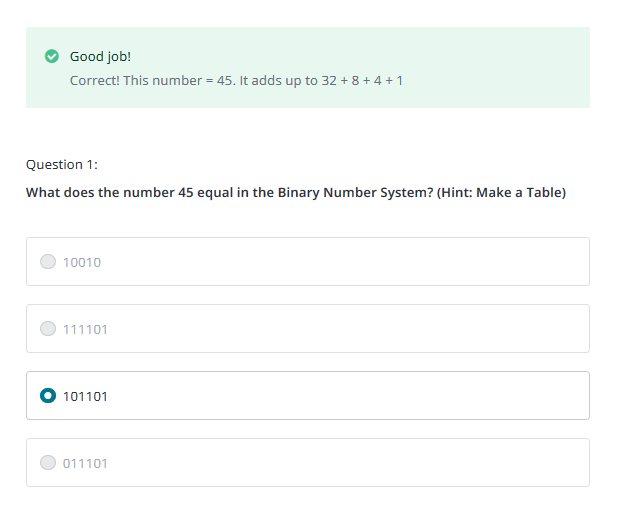 Good job!
Correct! This number = 45. It adds up to 32 + 8 + 4 + 1
Question 1:
What does the number 45 equal in the Binary Number System? (Hint: Make a Table)
10010
111101
101101
011101